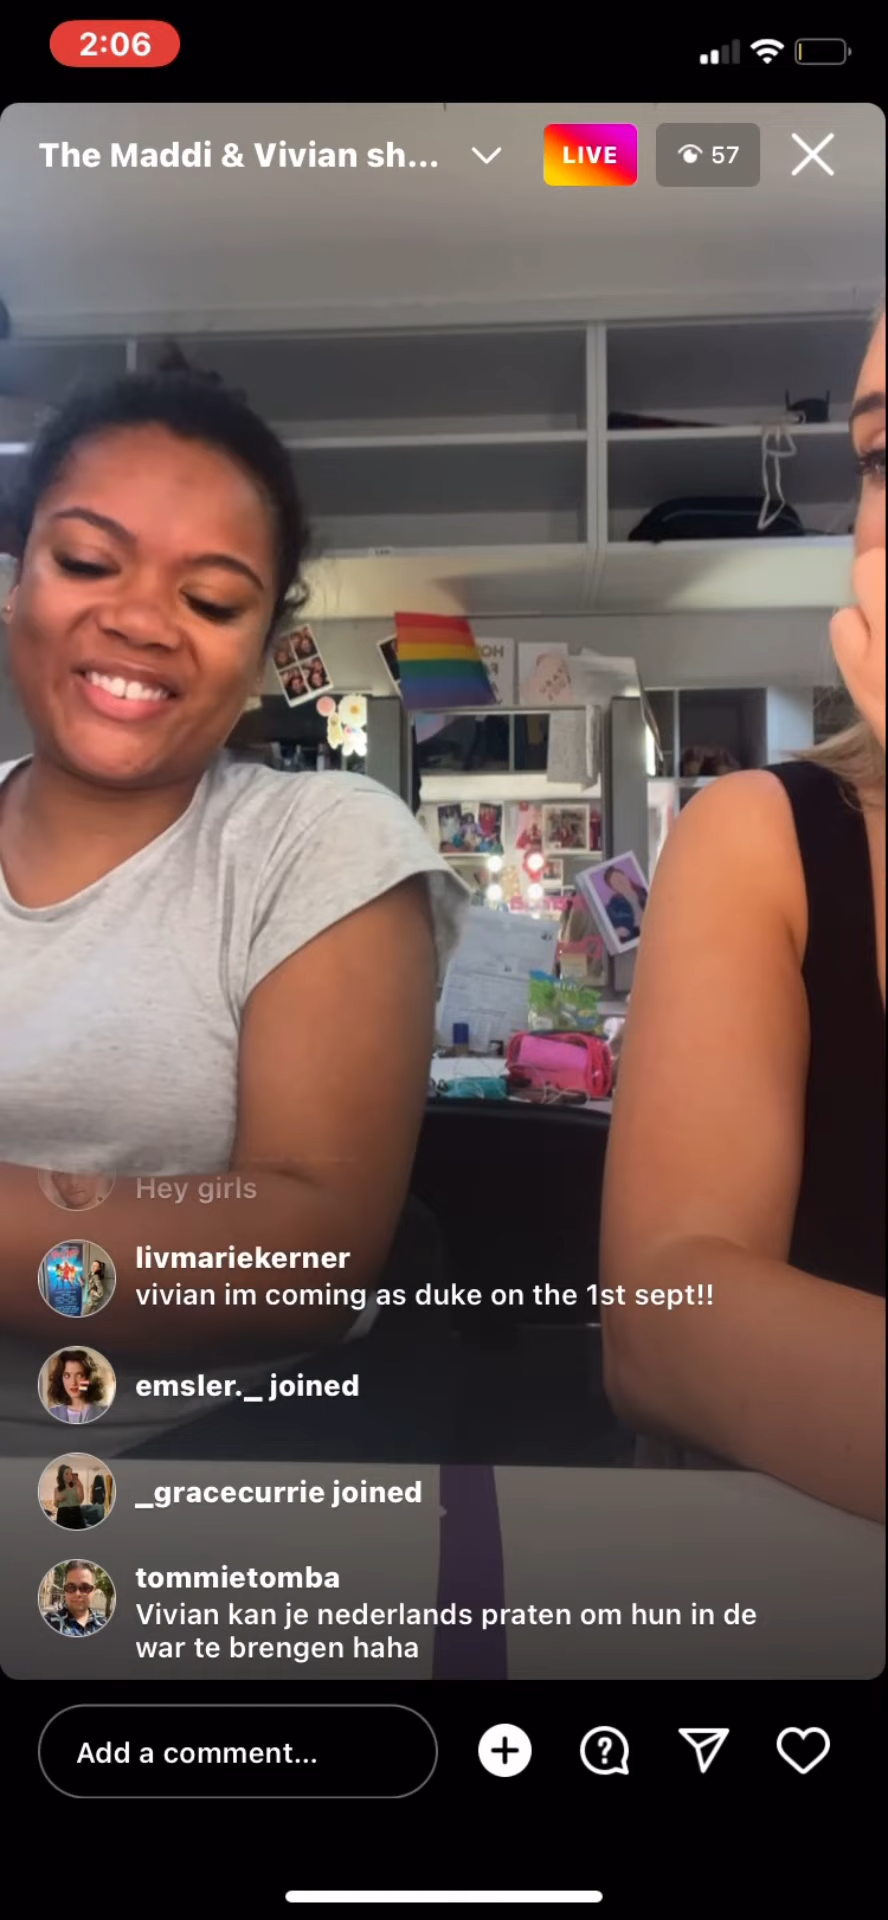 2:06
The Maddi & Vivian sh...
LIVE
57
Hey girls
livmariekerner
vivian im coming as duke on the 1st sept!!
emsler._ joined
_gracecurrie joined
tommietomba
Vivian kan je nederlands praten om hun in de
war te brengen haha
Add a comment...